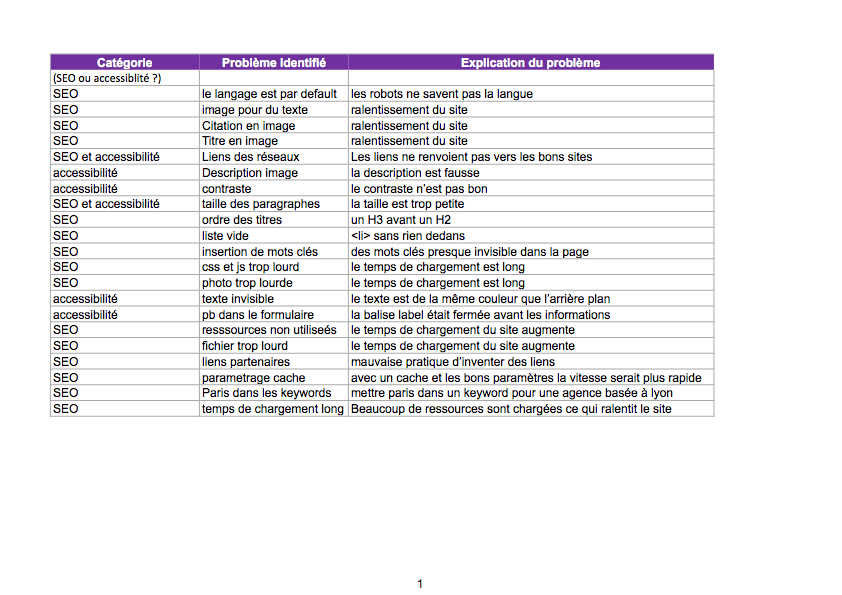 Catégorie Problème identifié Explication du problème
(SEO ou accessiblité ?)
SEO le langage est par default les robots ne savent pas la langue
SEO image pour du texte ralentissement du site
SEO Citation en image ralentissement du site
SEO Titre en image ralentissement du site
SEO et accessibilité Liens des réseaux Les liens ne renvoient pas vers les bons sites
accessibilité Description image la description est fausse
accessibilité contraste le contraste n'est pas bon
SEO et accessibilité taille des paragraphes la taille est trop petite
SEO ordre des titres un H3 avant un H2
SEO liste vide <li> sans rien dedans
SEO insertion de mots clés des mots clés presque invisible dans la page
SEO css et js trop lourd le temps de chargement est long
SEO photo trop lourde le temps de chargement est long
accessibilité texte invisible le texte est de la même couleur que l'arrière plan
accessibilité pb dans le formulaire la balise label était fermée avant les informations
SEO resssources non utiliseés le temps de chargement du site augmente
SEO fichier trop lourd le temps de chargement du site augmente
SEO liens partenaires mauvaise pratique d'inventer des liens
SEO parametrage cache avec un cache et les bons paramètres la vitesse serait plus rapide
SEO Paris dans les keywords mettre paris dans un keyword pour une agence basée à lyon
SEO temps de chargement long Beaucoup de ressources sont chargées ce qui ralentit le site
1